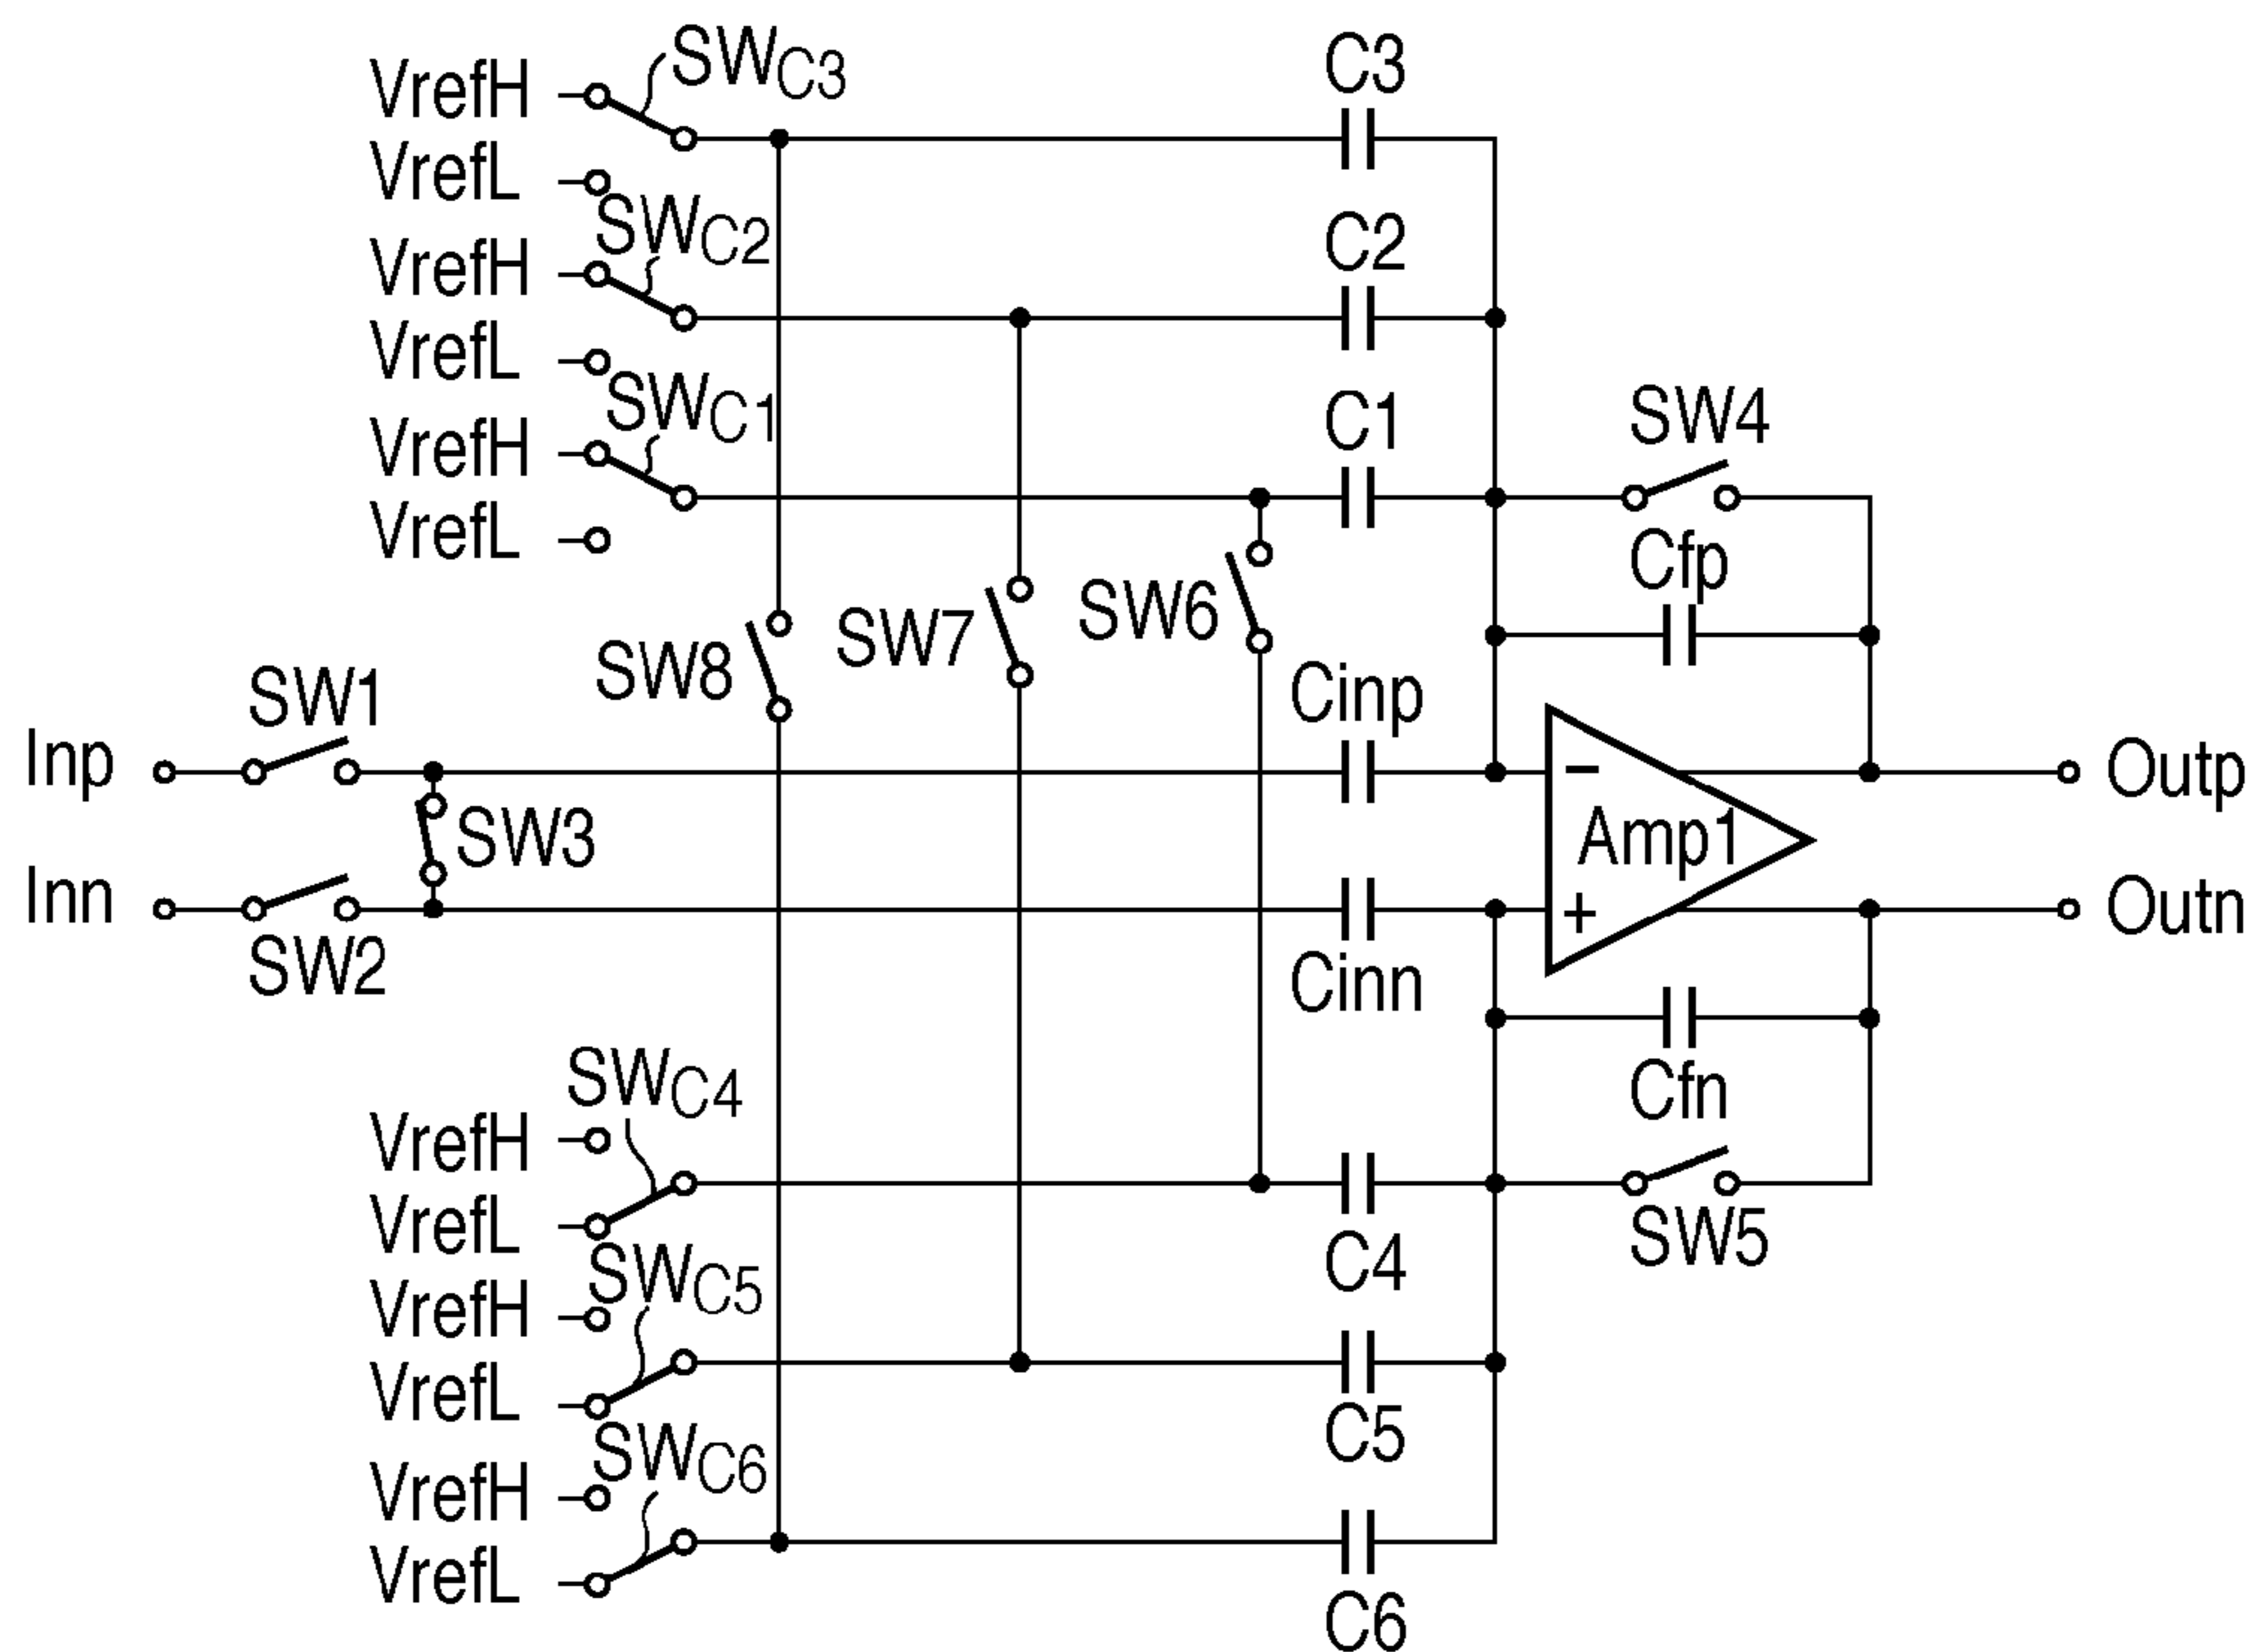 SWC3
C3
VrefH
VrefL
SWC2
C2
VrefH
VrefL
SWC1
C1
SW4
VrefH
VrefL
Cfp
SW8
SW7
SW6
Cinp
SW1
Inp
Outp
SW3
Amp1
−
+
Inn
Outn
SW2
Cinn
SWC4
Cfn
VrefH
VrefL
SW5
C4
SWC5
VrefH
VrefL
C5
SWC6
VrefH
VrefL
C6